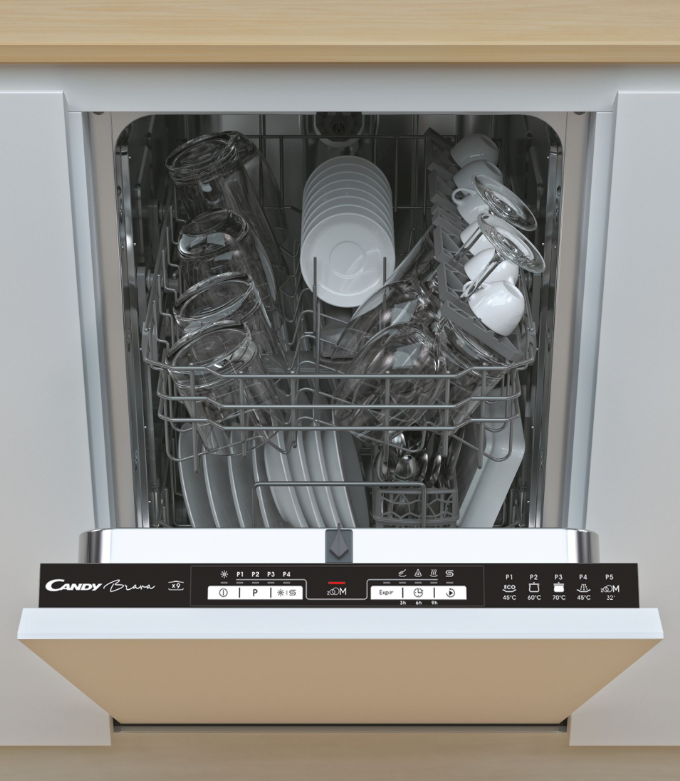 CANDY Brava x9
P1 P2 P3 P4
P
zOOM
Expr
3h 6h 9h
P1 P2 P3 P4 P5
ECO zOOM
45°C 60°C 70°C 45°C 32'